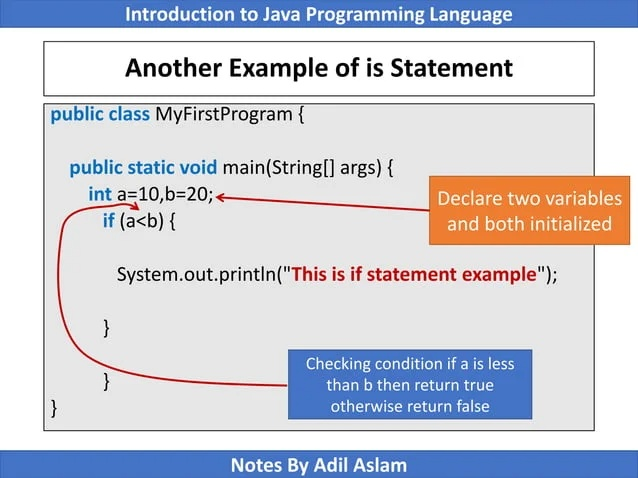 Introduction to Java Programming Language
Another Example of is Statement
public class MyFirstProgram {
public static void main(String[] args) {
int a=10,b=20;
if (a<b) {
Declare two variables
and both initialized
System.out.println("This is if statement example");
}
Checking condition if a is less
than b then return true
otherwise return false
}
}
Notes By Adil Aslam